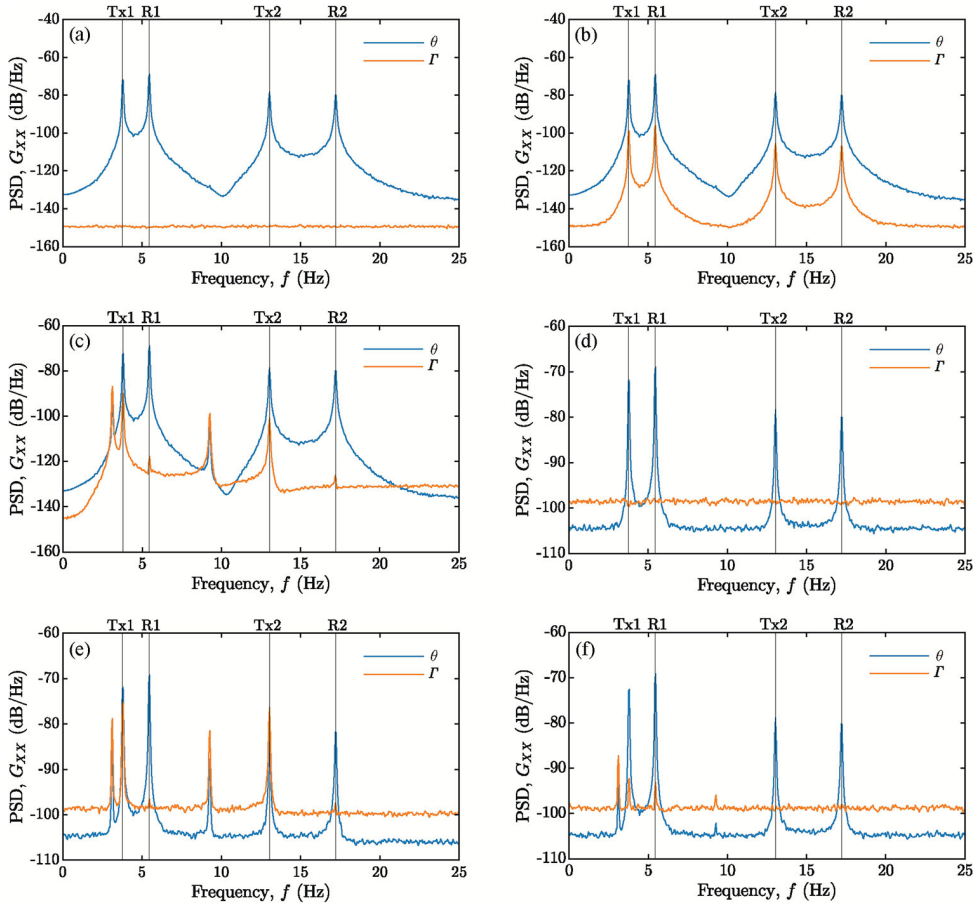 Tx1 R1 Tx2 R2
(a)
θ
Γ
PSD, G_XX (dB/Hz)
-40
-60
-80
-100
-120
-140
-160
0 5 10 15 20 25
Frequency, f (Hz)
Tx1 R1 Tx2 R2
(b)
θ
Γ
PSD, G_XX (dB/Hz)
-40
-60
-80
-100
-120
-140
-160
0 5 10 15 20 25
Frequency, f (Hz)
Tx1 R1 Tx2 R2
(c)
θ
Γ
PSD, G_XX (dB/Hz)
-60
-80
-100
-120
-140
-160
0 5 10 15 20 25
Frequency, f (Hz)
Tx1 R1 Tx2 R2
(d)
θ
Γ
PSD, G_XX (dB/Hz)
-60
-70
-80
-90
-100
-110
0 5 10 15 20 25
Frequency, f (Hz)
Tx1 R1 Tx2 R2
(e)
θ
Γ
PSD, G_XX (dB/Hz)
-60
-70
-80
-90
-100
-110
0 5 10 15 20 25
Frequency, f (Hz)
Tx1 R1 Tx2 R2
(f)
θ
Γ
PSD, G_XX (dB/Hz)
-60
-70
-80
-90
-100
-110
0 5 10 15 20 25
Frequency, f (Hz)